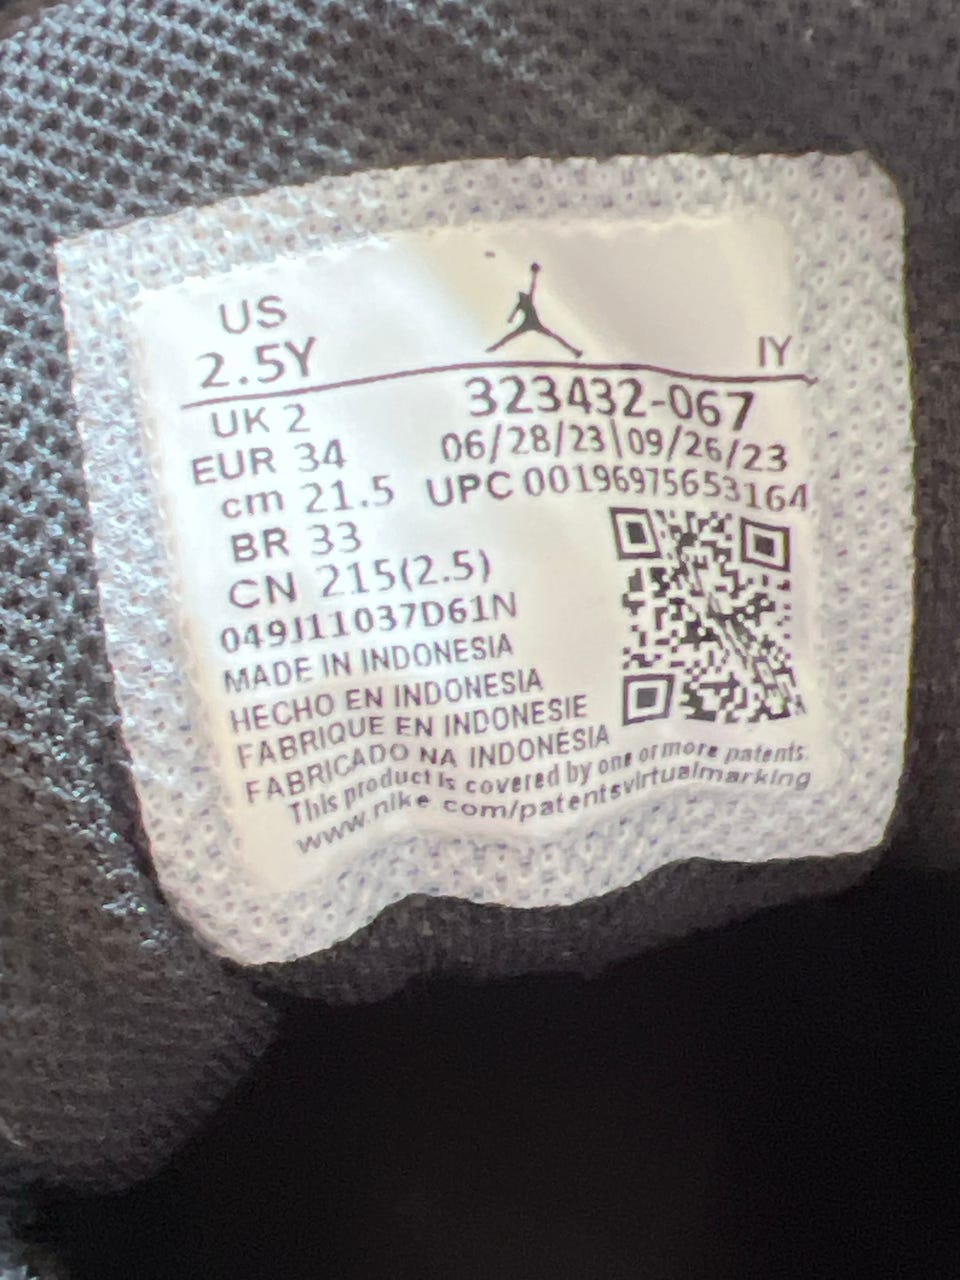 US
2.5Y
IY
UK 2
323432-067
EUR 34
06/28/23\09/26/23
cm 21.5
UPC 00196975653164
BR 33
CN 215(2.5)
049J11037D61N
MADE IN INDONESIA
HECHO EN INDONESIA
FABRIQUE EN INDONESIE
FABRICADO NA INDONÉSIA
This product is covered by one or more patents.
www.nike com/patentsvirtualmarking